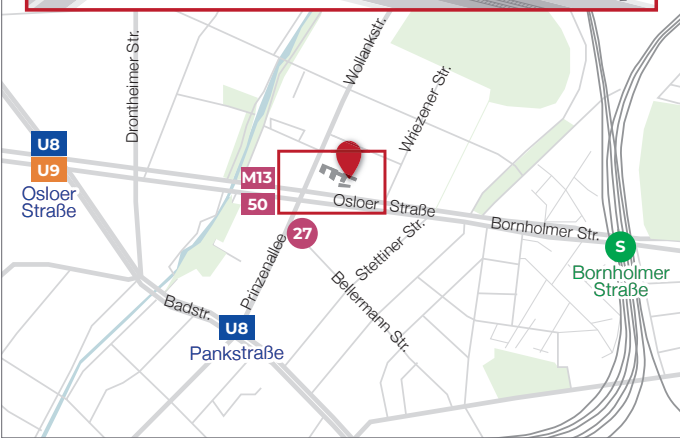 Drontheimer Str.
Wollankstr.
Wriezener Str.
U8
U9
Osloer
Straße
M13
50
Osloer Straße
27
Bornholmer Str.
S
Bornholmer
Straße
Prinzenallee
Stettiner Str.
Bellermann Str.
Badstr.
U8
Pankstraße